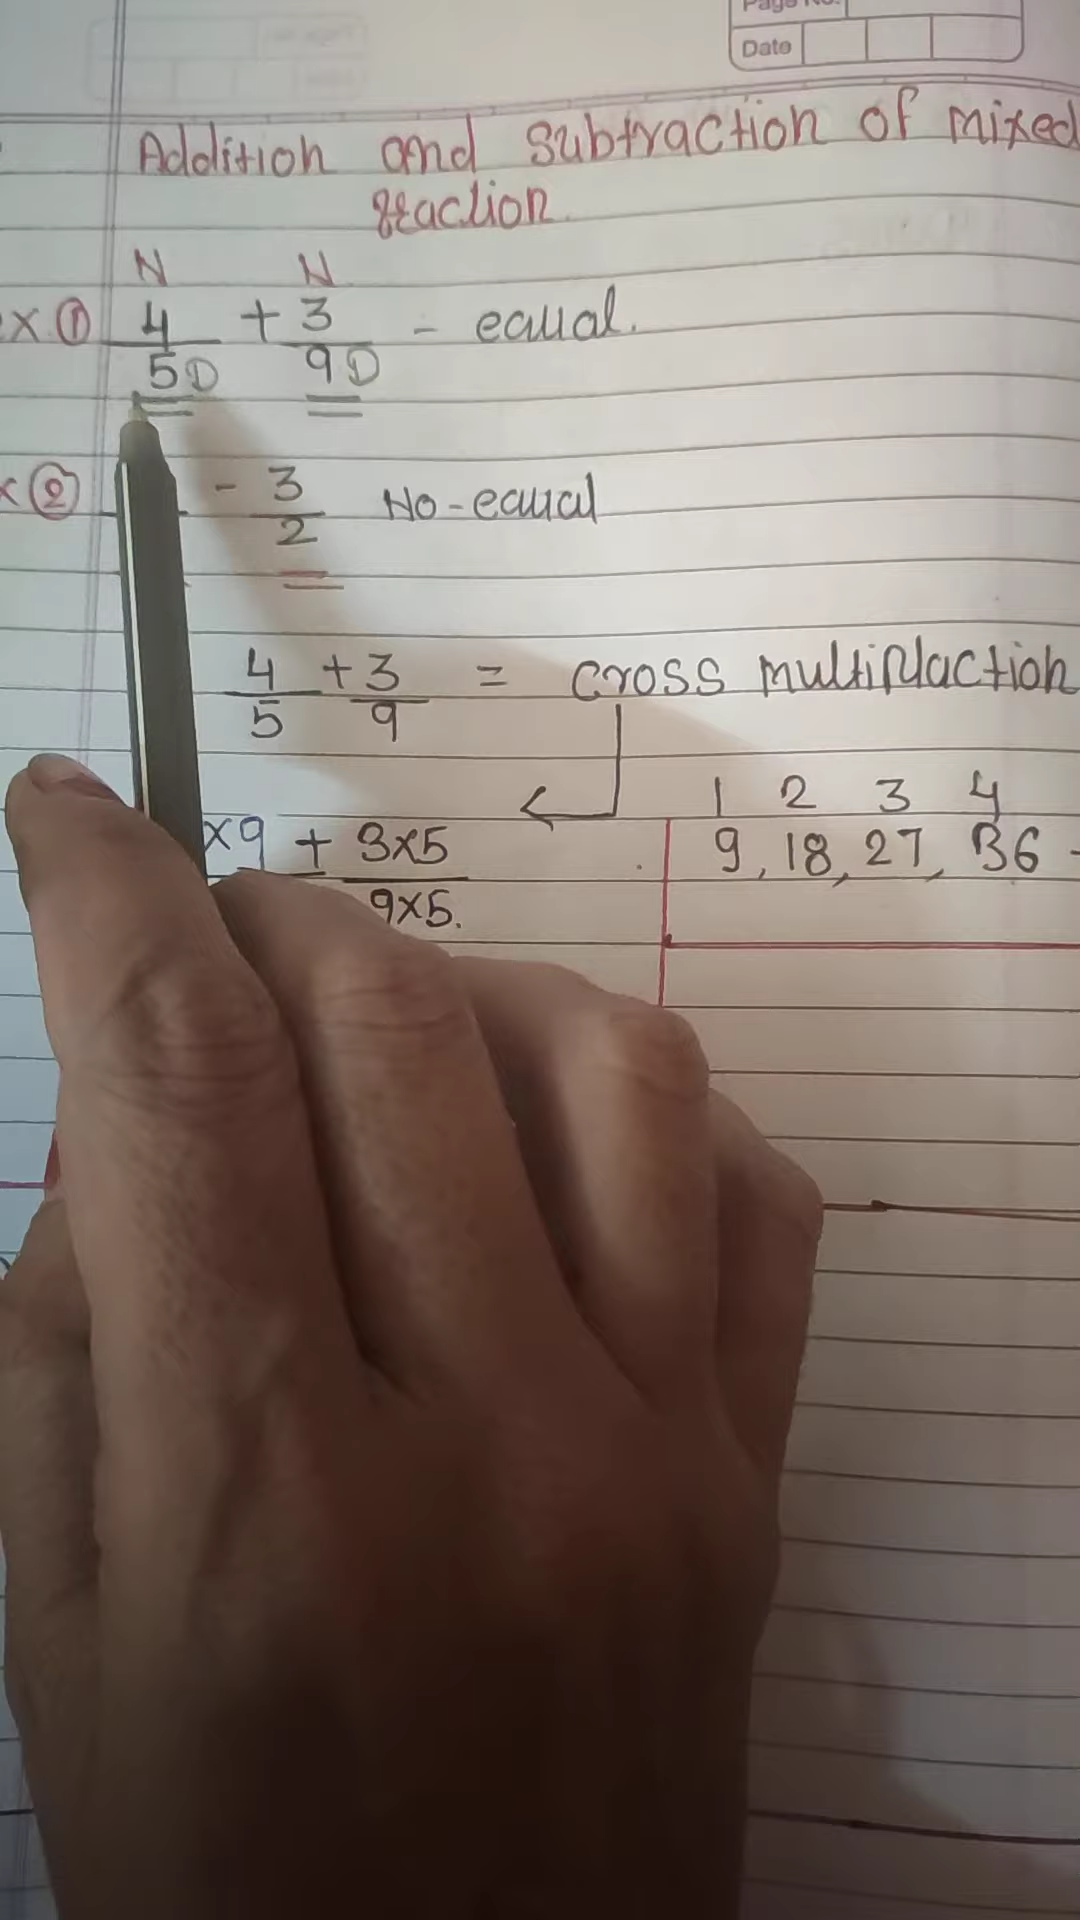 Page No.
Date
Addition and Subtraction of mixed
fraction.
N N
x ① 4 + 3 - equal.
5D 9D
x ② - 3 No-equal
2
4 + 3 = cross multiplaction
5 9
1 2 3 4
x9 + 3x5 9, 18, 27, 36 -
9x5.